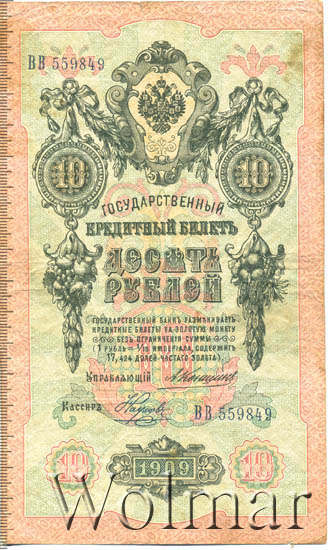 ВВ 559849
10 10
ГОСУДАРСТВЕННЫЙ
КРЕДИТНЫЙ БИЛЕТЪ
ДЕСЯТЬ
РУБЛЕЙ
ГОСУДАРСТВЕННЫЙ БАНКЪ РАЗМѢНИВАЕТЪ
КРЕДИТНЫЕ БИЛЕТЫ НА ЗОЛОТУЮ МОНЕТУ
БЕЗЪ ОГРАНИЧЕНІЯ СУММЫ
(1 РУБЛЬ = 1/15 ИМПЕРІАЛА, СОДЕРЖИТЪ
17,424 ДОЛЕЙ ЧИСТАГО ЗОЛОТА).
УПРАВЛЯЮЩІЙ
КАССИРЪ
ВВ 559849
10 1909 10
Wolmar